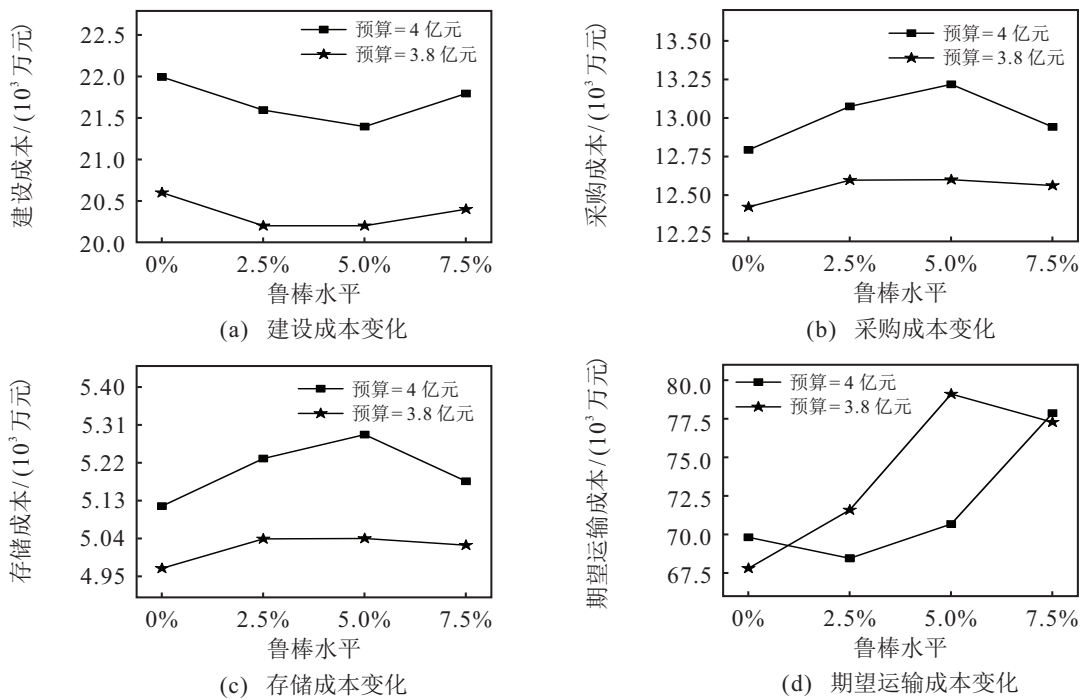 22.5
22.0
21.5
21.0
20.5
20.0
建设成本/(10³万元)
预算=4亿元
预算=3.8亿元
0% 2.5% 5.0% 7.5%
鲁棒水平
(a) 建设成本变化
13.50
13.25
13.00
12.75
12.50
12.25
采购成本/(10³万元)
预算=4亿元
预算=3.8亿元
0% 2.5% 5.0% 7.5%
鲁棒水平
(b) 采购成本变化
5.40
5.31
5.22
5.13
5.04
4.95
存储成本/(10³万元)
预算=4亿元
预算=3.8亿元
0% 2.5% 5.0% 7.5%
鲁棒水平
(c) 存储成本变化
80.0
77.5
75.0
72.5
70.0
67.5
期望运输成本/(10³万元)
预算=4亿元
预算=3.8亿元
0% 2.5% 5.0% 7.5%
鲁棒水平
(d) 期望运输成本变化